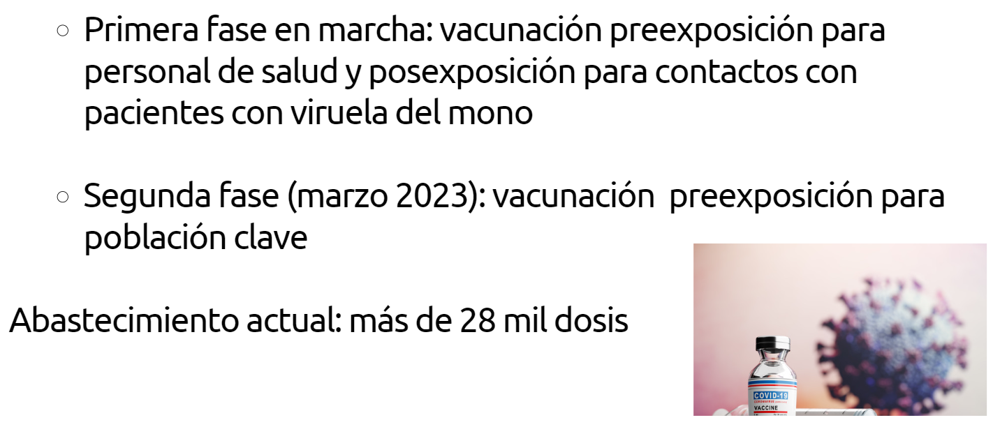 Primera fase en marcha: vacunación preexposición para
personal de salud y posexposición para contactos con
pacientes con viruela del mono
Segunda fase (marzo 2023): vacunación preexposición para
población clave
Abastecimiento actual: más de 28 mil dosis
COVID-19
CORONAVIRUS
VACCINE